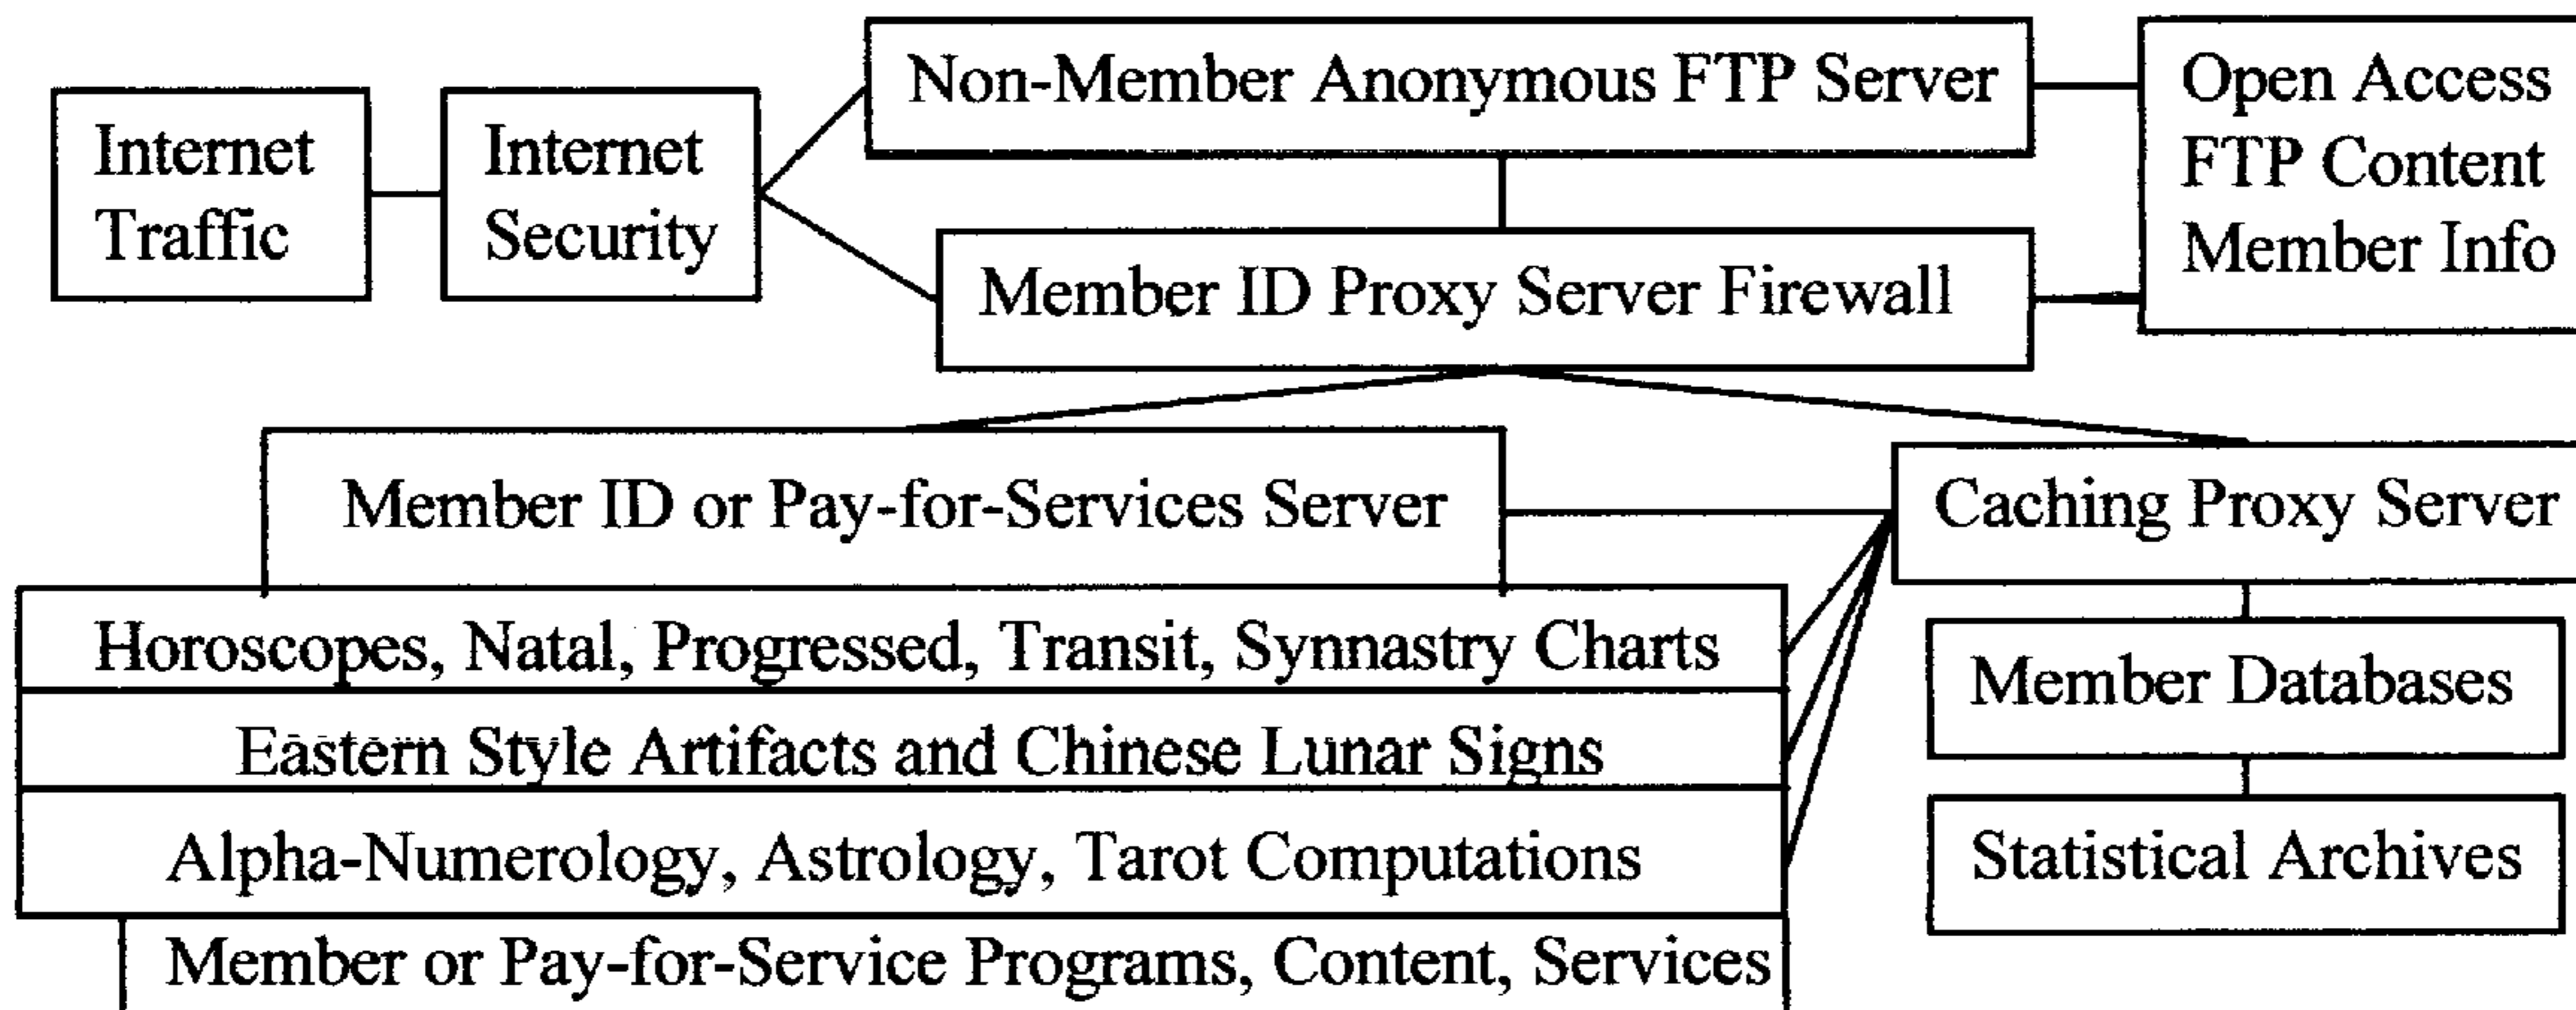 Non-Member Anonymous FTP Server
Open Access
FTP Content
Member Info
Internet
Traffic
Internet
Security
Member ID Proxy Server Firewall
Member ID or Pay-for-Services Server
Caching Proxy Server
Horoscopes, Natal, Progressed, Transit, Synnastry Charts
Member Databases
Eastern Style Artifacts and Chinese Lunar Signs
Alpha-Numerology, Astrology, Tarot Computations
Statistical Archives
Member or Pay-for-Service Programs, Content, Services